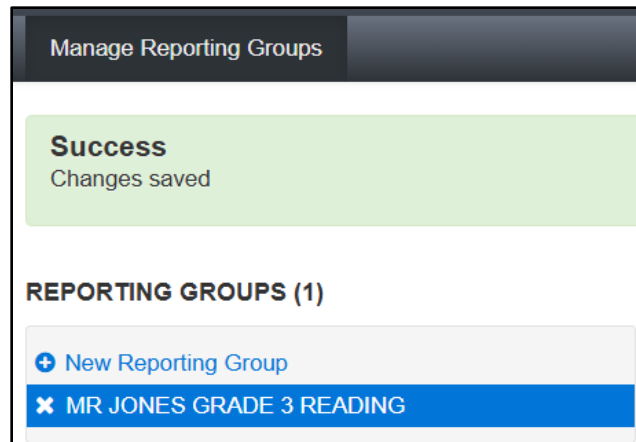 Manage Reporting Groups
Success
Changes saved
REPORTING GROUPS (1)
New Reporting Group
MR JONES GRADE 3 READING